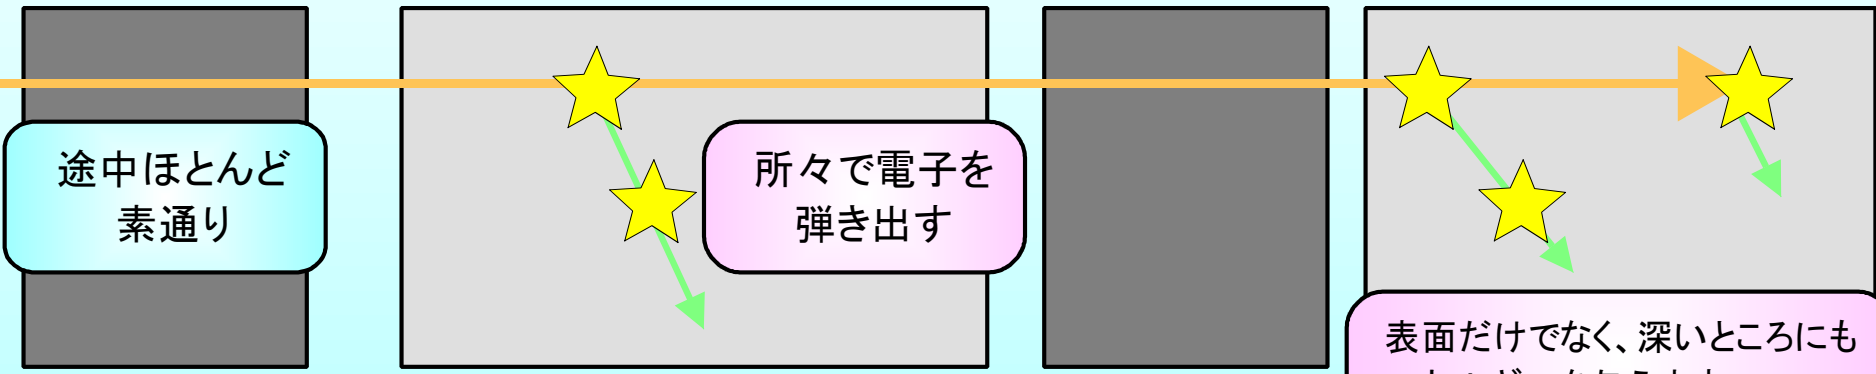 途中ほとんど
素通り
所々で電子を
弾き出す
表面だけでなく、深いところにも